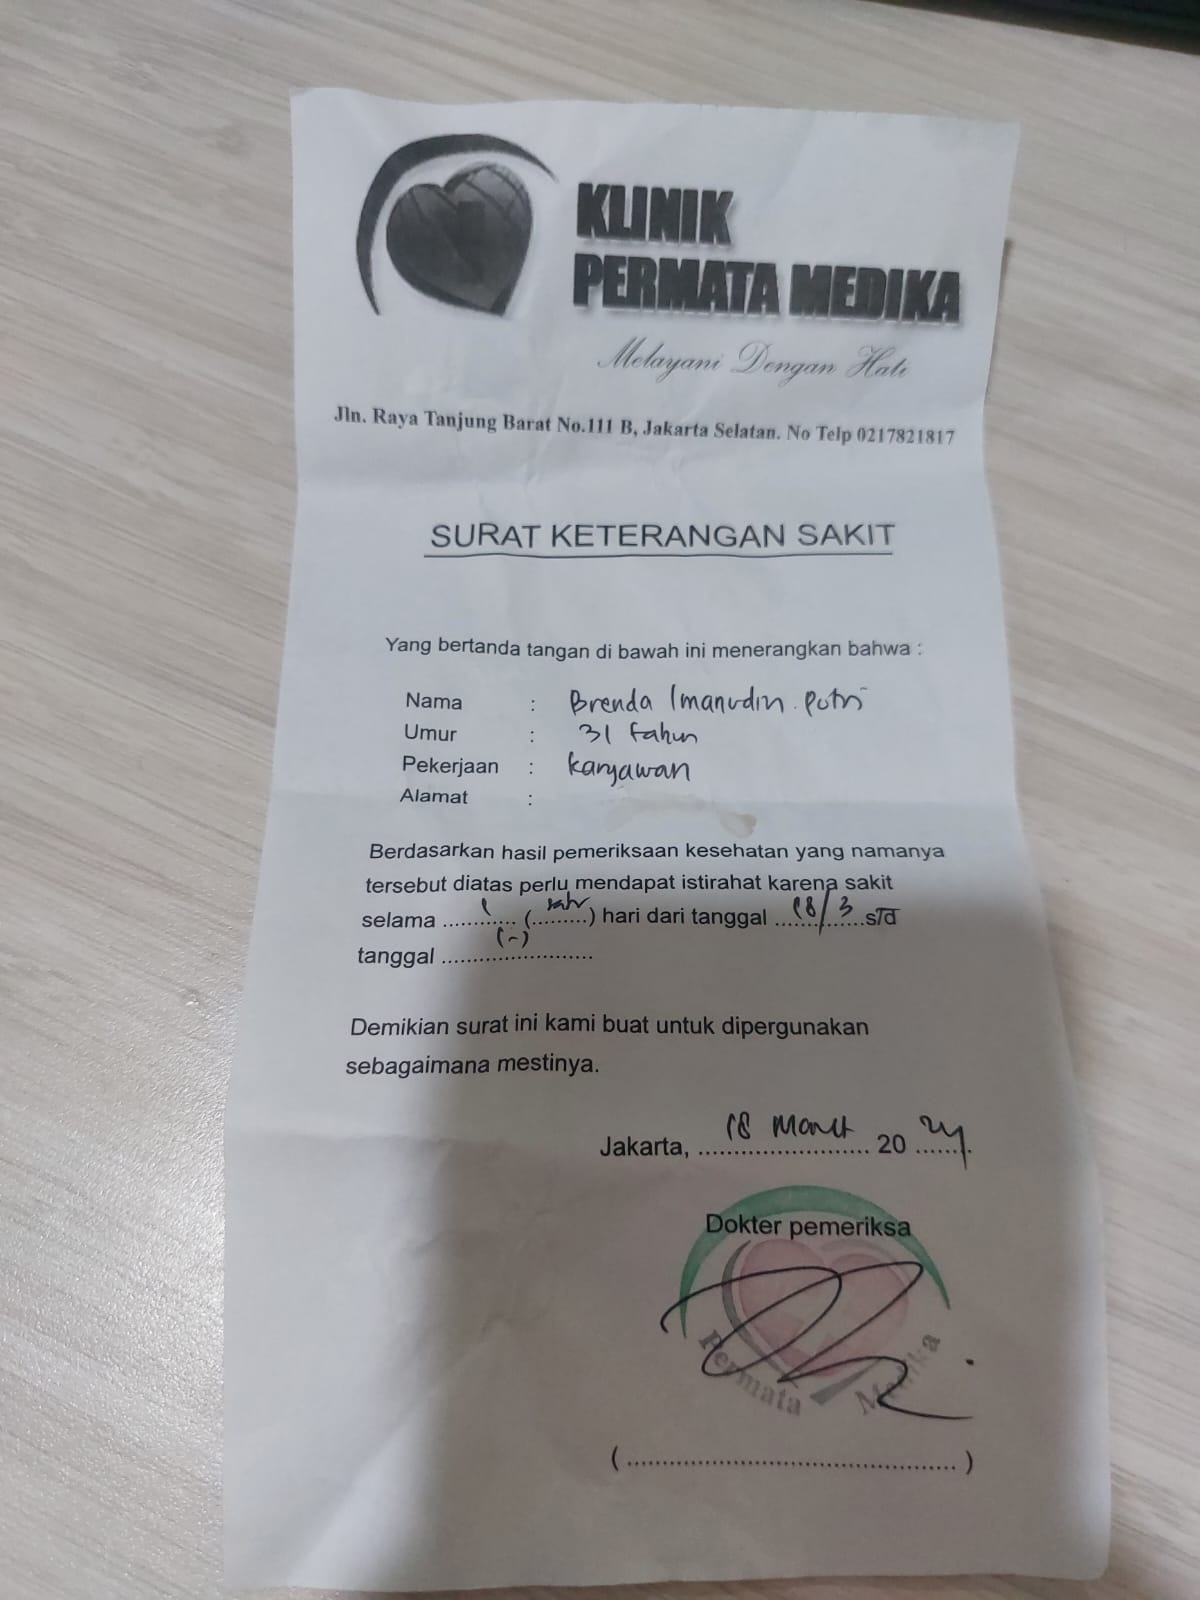 KLINIK
PERMATA MEDIKA
Melayani Dengan Hati
Jln. Raya Tanjung Barat No.111 B, Jakarta Selatan. No Telp 0217821817
SURAT KETERANGAN SAKIT
Yang bertanda tangan di bawah ini menerangkan bahwa :
Nama : Brenda Imanudin Putri
Umur : 31 tahun
Pekerjaan : karyawan
Alamat :
Berdasarkan hasil pemeriksaan kesehatan yang namanya
tersebut diatas perlu mendapat istirahat karena sakit
selama ....1.... (..satu..) hari dari tanggal ..18/3..s/d
tanggal ....(-)....
Demikian surat ini kami buat untuk dipergunakan
sebagaimana mestinya.
Jakarta, 18 Maret 2024
Dokter pemeriksa
Permata Medika
(................................................)